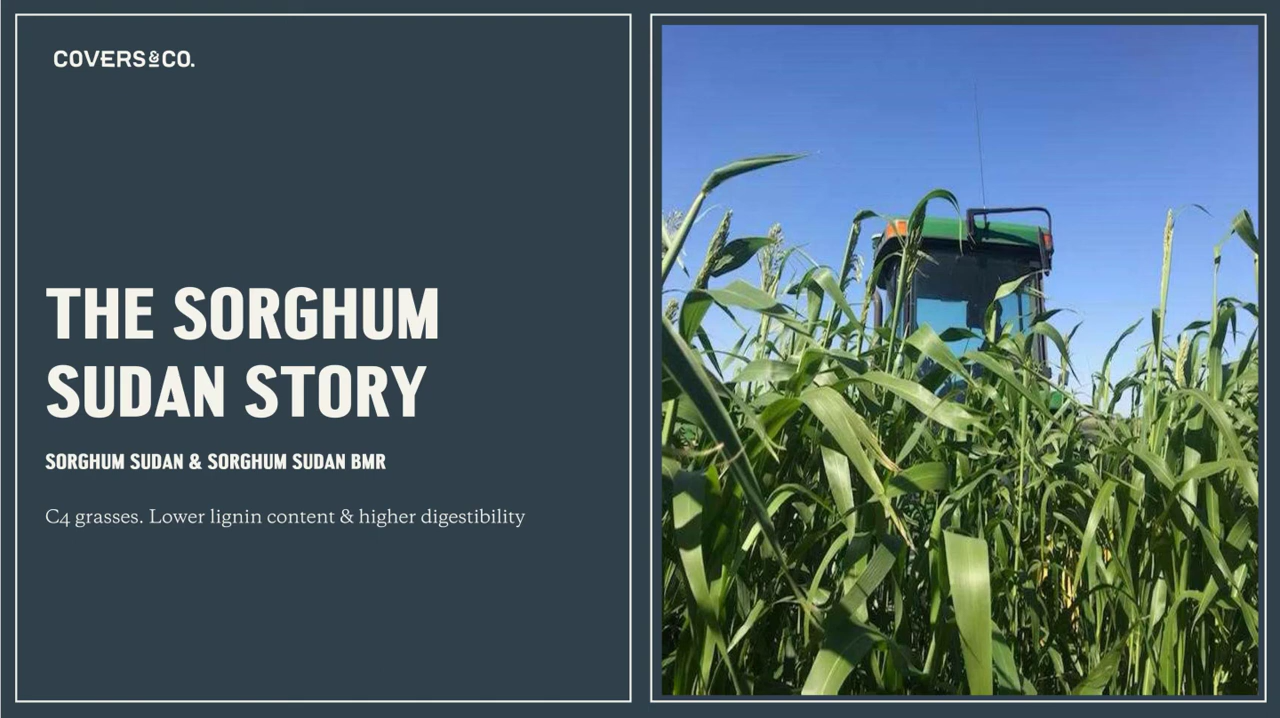 COVERS&CO.
THE SORGHUM
SUDAN STORY
SORGHUM SUDAN & SORGHUM SUDAN BMR
C4 grasses. Lower lignin content & higher digestibility